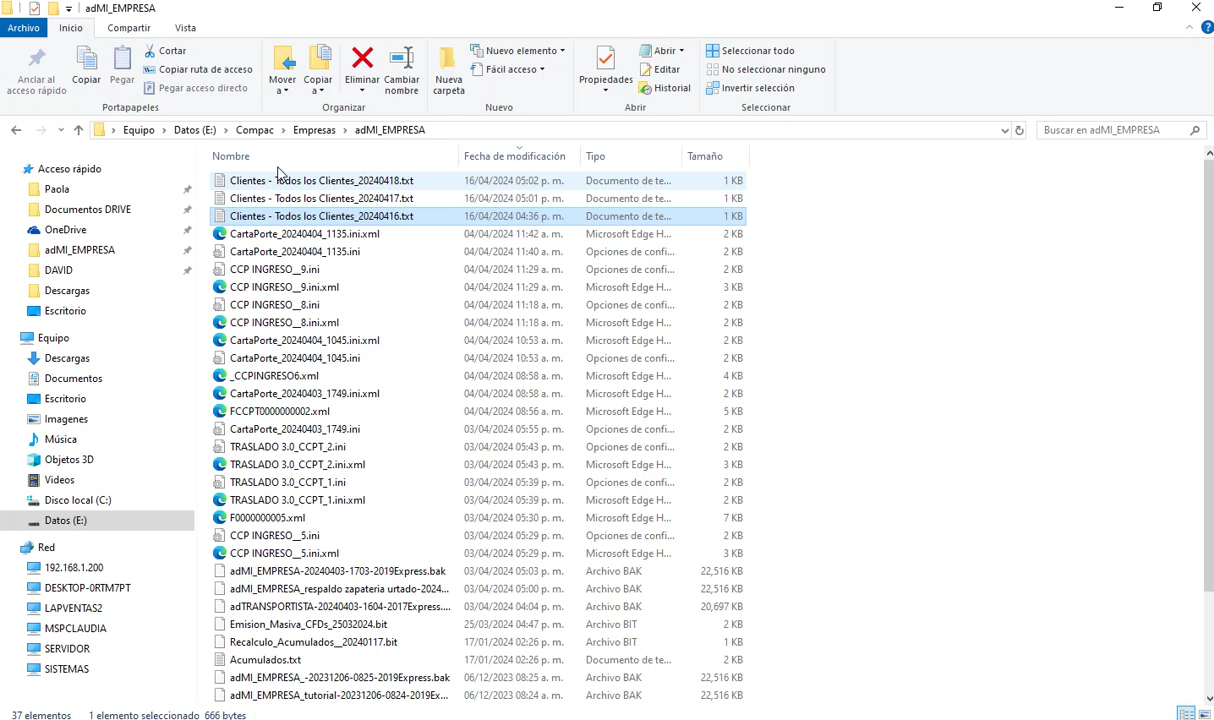 adMI_EMPRESA
Archivo Inicio Compartir Vista
Anclar al acceso rápido
Copiar
Pegar
Cortar
Copiar ruta de acceso
Pegar acceso directo
Portapapeles
Mover a
Copiar a
Eliminar
Cambiar nombre
Organizar
Nueva carpeta
Nuevo elemento
Fácil acceso
Nuevo
Propiedades
Abrir
Editar
Historial
Abrir
Seleccionar todo
No seleccionar ninguno
Invertir selección
Seleccionar
Equipo > Datos (E:) > Compac > Empresas > adMI_EMPRESA
Buscar en adMI_EMPRESA
Acceso rápido
Paola
Documentos DRIVE
OneDrive
adMI_EMPRESA
DAVID
Descargas
Escritorio
Equipo
Descargas
Documentos
Escritorio
Imagenes
Música
Objetos 3D
Videos
Disco local (C:)
Datos (E:)
Red
192.168.1.200
DESKTOP-0RTM7PT
LAPVENTAS2
MSPCLAUDIA
SERVIDOR
SISTEMAS
Nombre Fecha de modificación Tipo Tamaño
Clientes - Todos los Clientes_20240418.txt 16/04/2024 05:02 p. m. Documento de te... 1 KB
Clientes - Todos los Clientes_20240417.txt 16/04/2024 05:01 p. m. Documento de te... 1 KB
Clientes - Todos los Clientes_20240416.txt 16/04/2024 04:36 p. m. Documento de te... 1 KB
CartaPorte_20240404_1135.ini.xml 04/04/2024 11:42 a. m. Microsoft Edge H... 2 KB
CartaPorte_20240404_1135.ini 04/04/2024 11:40 a. m. Opciones de confi... 2 KB
CCP INGRESO__9.ini 04/04/2024 11:29 a. m. Opciones de confi... 2 KB
CCP INGRESO__9.ini.xml 04/04/2024 11:29 a. m. Microsoft Edge H... 3 KB
CCP INGRESO__8.ini 04/04/2024 11:18 a. m. Opciones de confi... 2 KB
CCP INGRESO__8.ini.xml 04/04/2024 11:18 a. m. Microsoft Edge H... 2 KB
CartaPorte_20240404_1045.ini.xml 04/04/2024 10:53 a. m. Microsoft Edge H... 2 KB
CartaPorte_20240404_1045.ini 04/04/2024 10:53 a. m. Opciones de confi... 2 KB
_CCPINGRESO6.xml 04/04/2024 08:58 a. m. Microsoft Edge H... 4 KB
CartaPorte_20240403_1749.ini.xml 04/04/2024 08:58 a. m. Microsoft Edge H... 2 KB
FCCPT0000000002.xml 04/04/2024 08:56 a. m. Microsoft Edge H... 5 KB
CartaPorte_20240403_1749.ini 03/04/2024 05:55 p. m. Opciones de confi... 2 KB
TRASLADO 3.0_CCPT_2.ini 03/04/2024 05:43 p. m. Opciones de confi... 2 KB
TRASLADO 3.0_CCPT_2.ini.xml 03/04/2024 05:43 p. m. Microsoft Edge H... 3 KB
TRASLADO 3.0_CCPT_1.ini 03/04/2024 05:39 p. m. Opciones de confi... 2 KB
TRASLADO 3.0_CCPT_1.ini.xml 03/04/2024 05:39 p. m. Microsoft Edge H... 2 KB
F0000000005.xml 03/04/2024 05:30 p. m. Microsoft Edge H... 7 KB
CCP INGRESO__5.ini 03/04/2024 05:29 p. m. Opciones de confi... 2 KB
CCP INGRESO__5.ini.xml 03/04/2024 05:29 p. m. Microsoft Edge H... 3 KB
adMI_EMPRESA-20240403-1703-2019Express.bak 03/04/2024 05:03 p. m. Archivo BAK 22,516 KB
adMI_EMPRESA_respaldo zapateria urtado-2024... 03/04/2024 05:00 p. m. Archivo BAK 22,516 KB
adTRANSPORTISTA-20240403-1604-2017Express.... 03/04/2024 04:04 p. m. Archivo BAK 20,697 KB
Emision_Masiva_CFDs_25032024.bit 25/03/2024 04:47 p. m. Archivo BIT 2 KB
Recalculo_Acumulados__20240117.bit 17/01/2024 02:26 p. m. Archivo BIT 1 KB
Acumulados.txt 17/01/2024 02:26 p. m. Documento de te... 2 KB
adMI_EMPRESA_-20231206-0825-2019Express.bak 06/12/2023 08:25 a. m. Archivo BAK 22,516 KB
adMI_EMPRESA_tutorial-20231206-0824-2019Ex... 06/12/2023 08:24 a. m. Archivo BAK 22,516 KB
37 elementos 1 elemento seleccionado 666 bytes